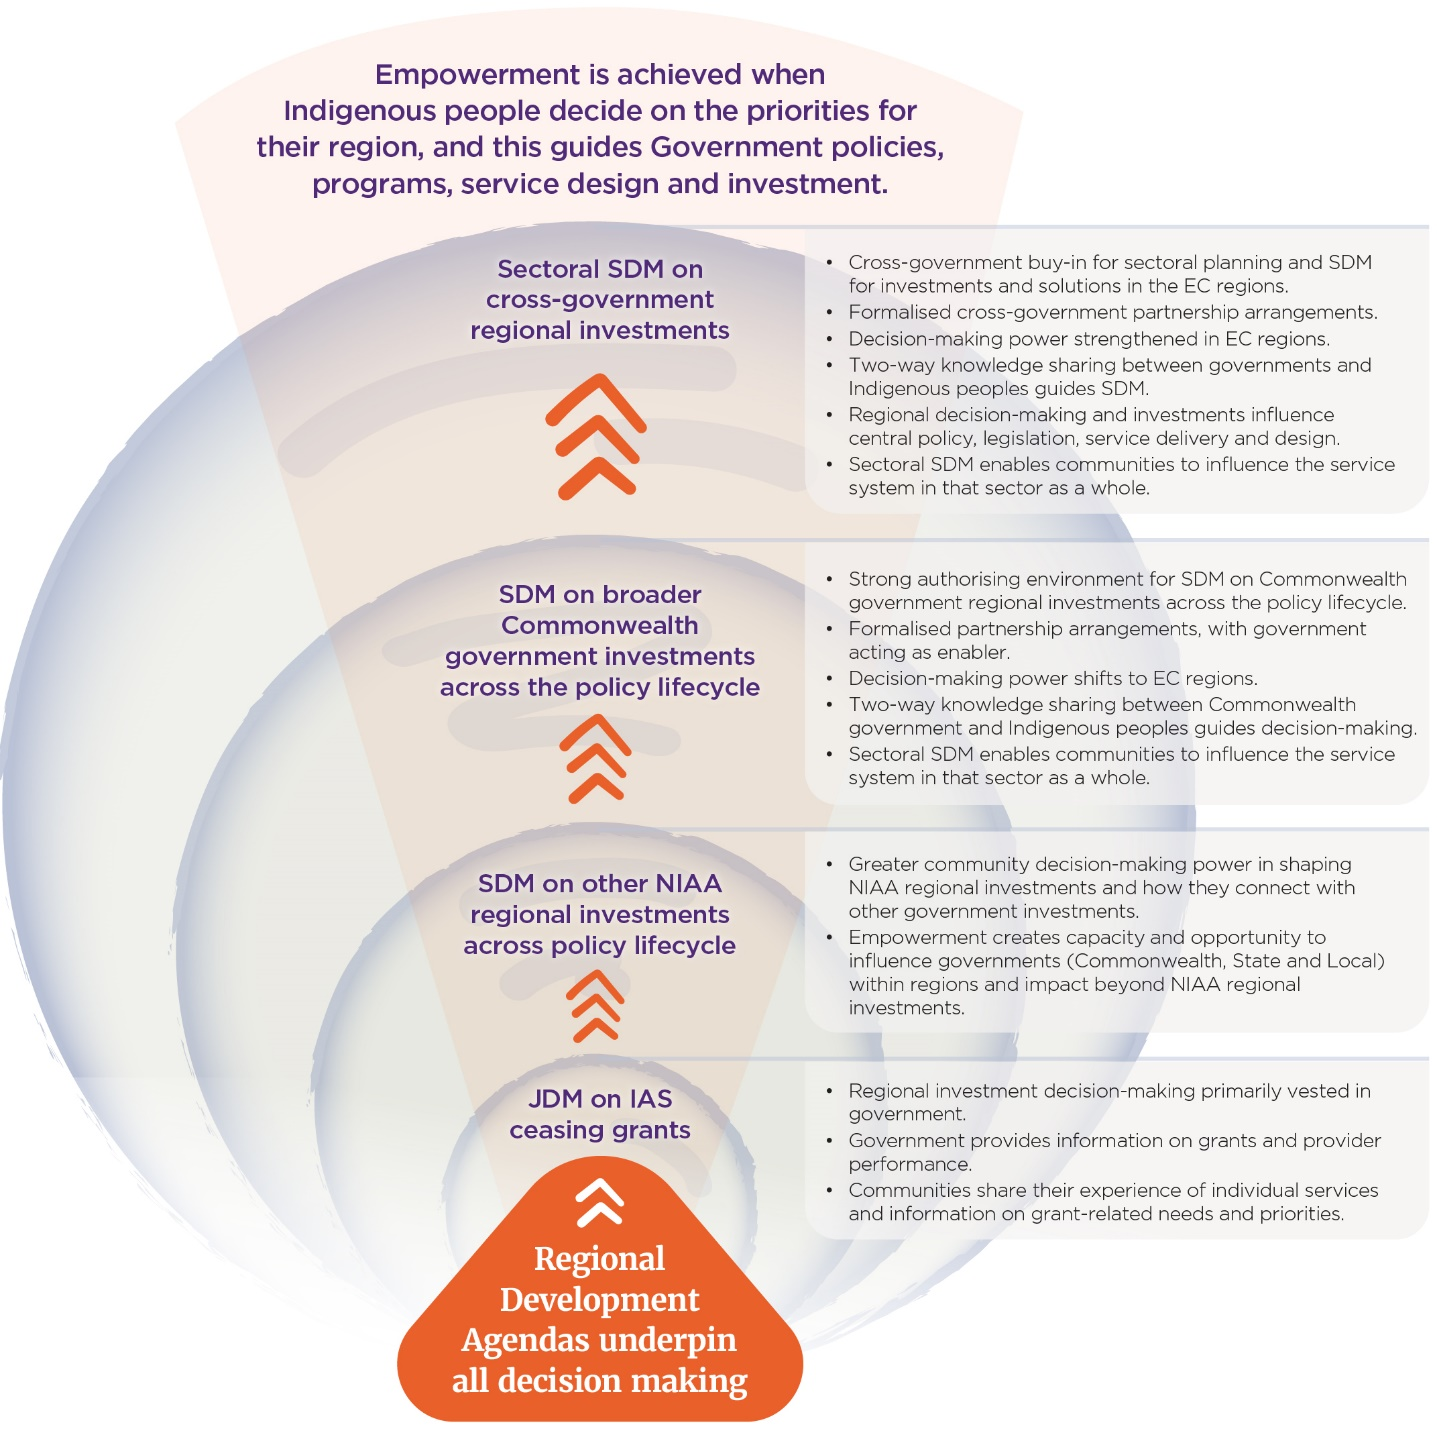 Empowerment is achieved when
Indigenous people decide on the priorities for
their region, and this guides Government policies,
programs, service design and investment.
Sectoral SDM on
cross-government
regional investments
• Cross-government buy-in for sectoral planning and SDM
for investments and solutions in the EC regions.
• Formalised cross-government partnership arrangements.
• Decision-making power strengthened in EC regions.
• Two-way knowledge sharing between governments and
Indigenous peoples guides SDM.
• Regional decision-making and investments influence
central policy, legislation, service delivery and design.
• Sectoral SDM enables communities to influence the service
system in that sector as a whole.
SDM on broader
Commonwealth
government investments
across the policy lifecycle
• Strong authorising environment for SDM on Commonwealth
government regional investments across the policy lifecycle.
• Formalised partnership arrangements, with government
acting as enabler.
• Decision-making power shifts to EC regions.
• Two-way knowledge sharing between Commonwealth
government and Indigenous peoples guides decision-making.
• Sectoral SDM enables communities to influence the service
system in that sector as a whole.
SDM on other NIAA
regional investments
across policy lifecycle
• Greater community decision-making power in shaping
NIAA regional investments and how they connect with
other government investments.
• Empowerment creates capacity and opportunity to
influence governments (Commonwealth, State and Local)
within regions and impact beyond NIAA regional
investments.
JDM on IAS
ceasing grants
• Regional investment decision-making primarily vested in
government.
• Government provides information on grants and provider
performance.
• Communities share their experience of individual services
and information on grant-related needs and priorities.
Regional
Development
Agendas underpin
all decision making